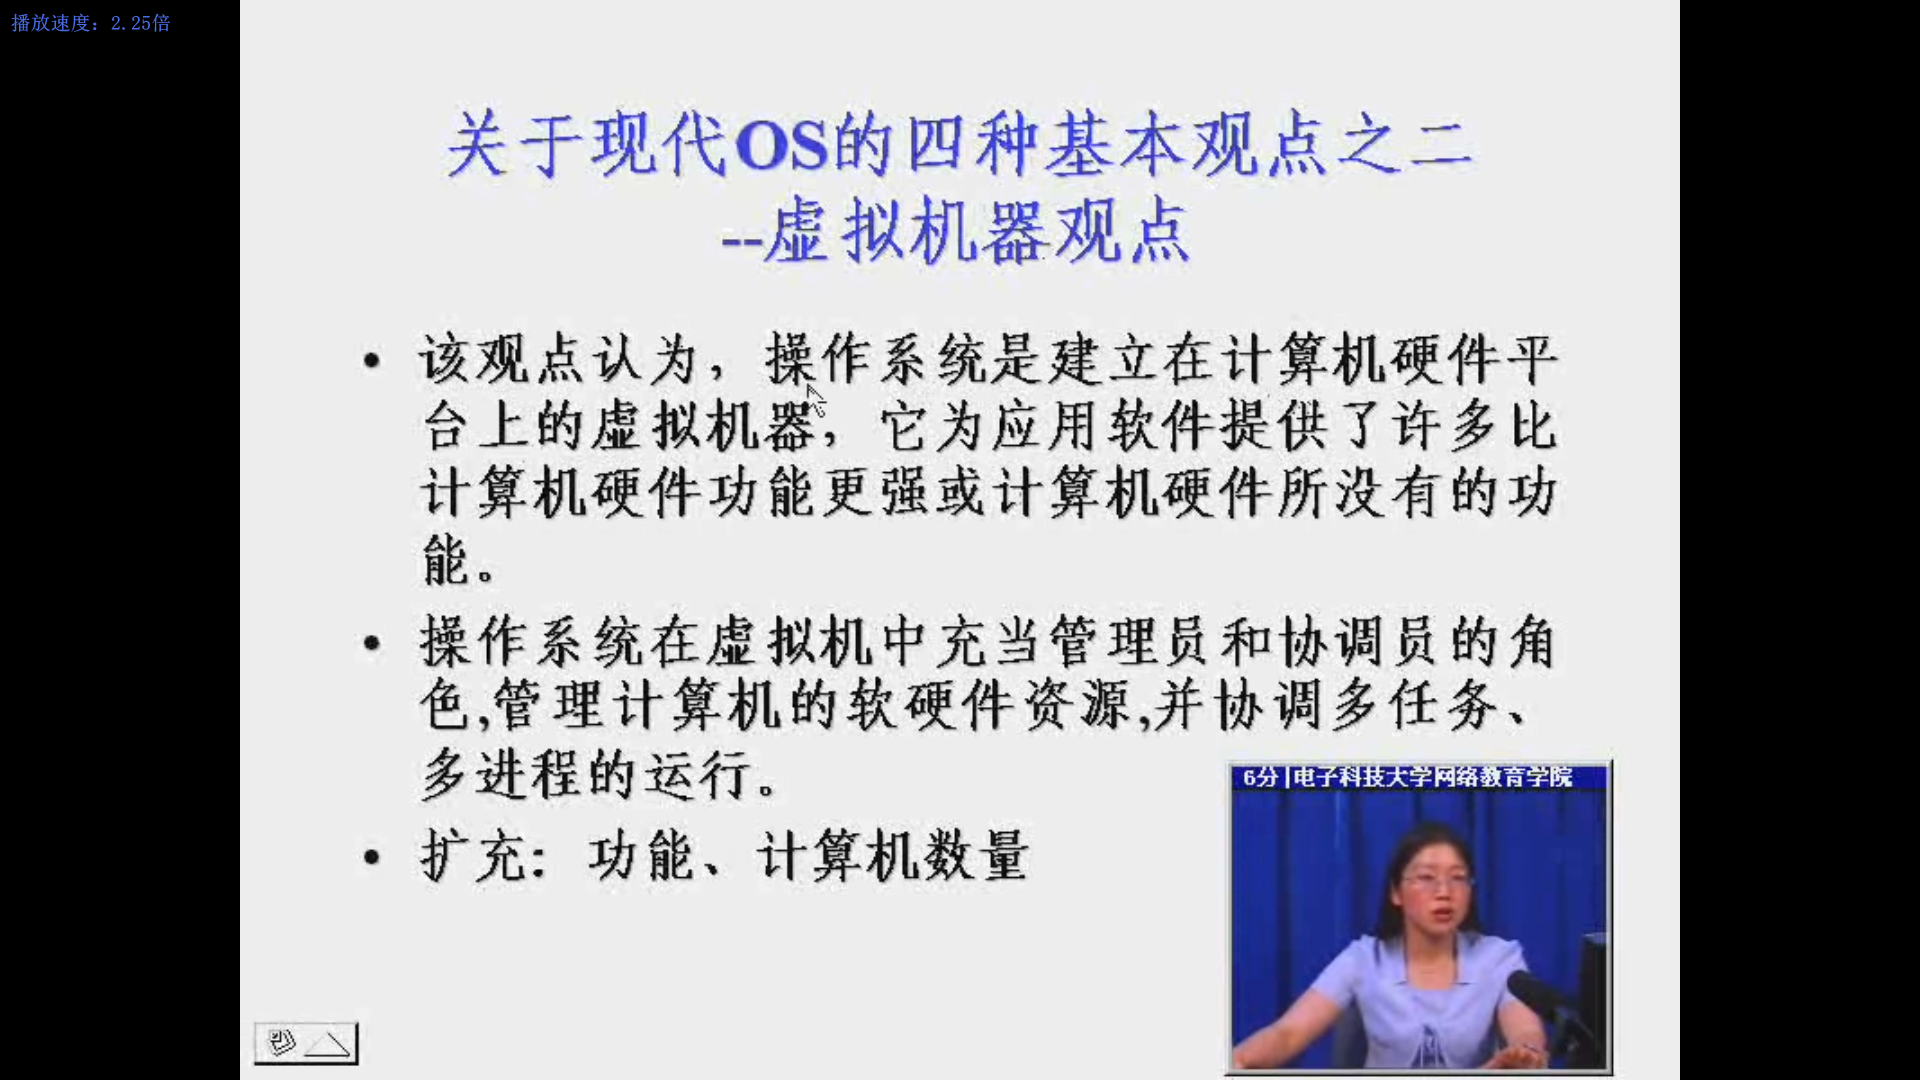 播放速度：2.25倍
关于现代OS的四种基本观点之二
--虚拟机器观点
• 该观点认为，操作系统是建立在计算机硬件平
台上的虚拟机器，它为应用软件提供了许多比
计算机硬件功能更强或计算机硬件所没有的功
能。
• 操作系统在虚拟机中充当管理员和协调员的角
色,管理计算机的软硬件资源,并协调多任务、
多进程的运行。
• 扩充：功能、计算机数量
6分|电子科技大学网络教育学院